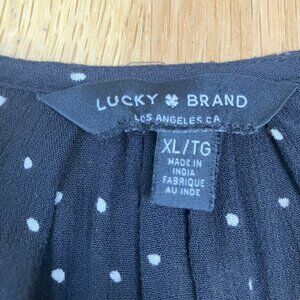 LUCKY BRAND
LOS ANGELES, CA
XL/TG
MADE IN
INDIA
FABRIQUE
AU INDE